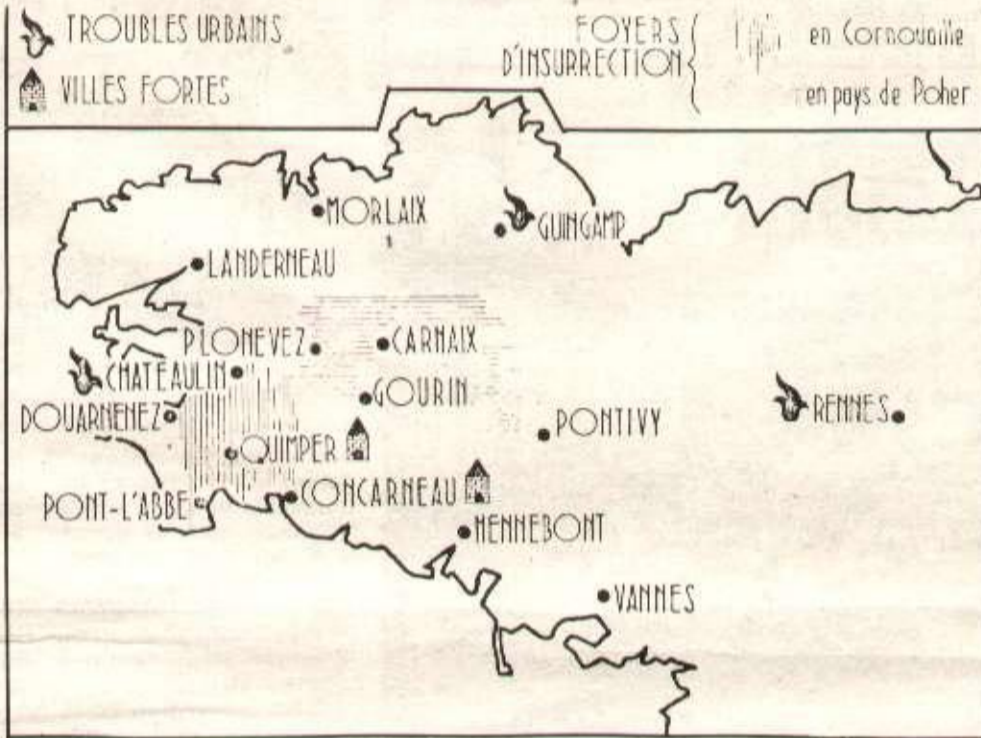 TROUBLES URBAINS
VILLES FORTES
FOYERS
D'INSURRECTION
en Cornouaille
en pays de Poher
MORLAIX
GUINGAMP
LANDERNEAU
PLONEVEZ
CARHAIX
CHATEAULIN
GOURIN
DOUARNENEZ
PONTIVY
RENNES
QUIMPER
PONT-L'ABBE
CONCARNEAU
HENNEBONT
VANNES